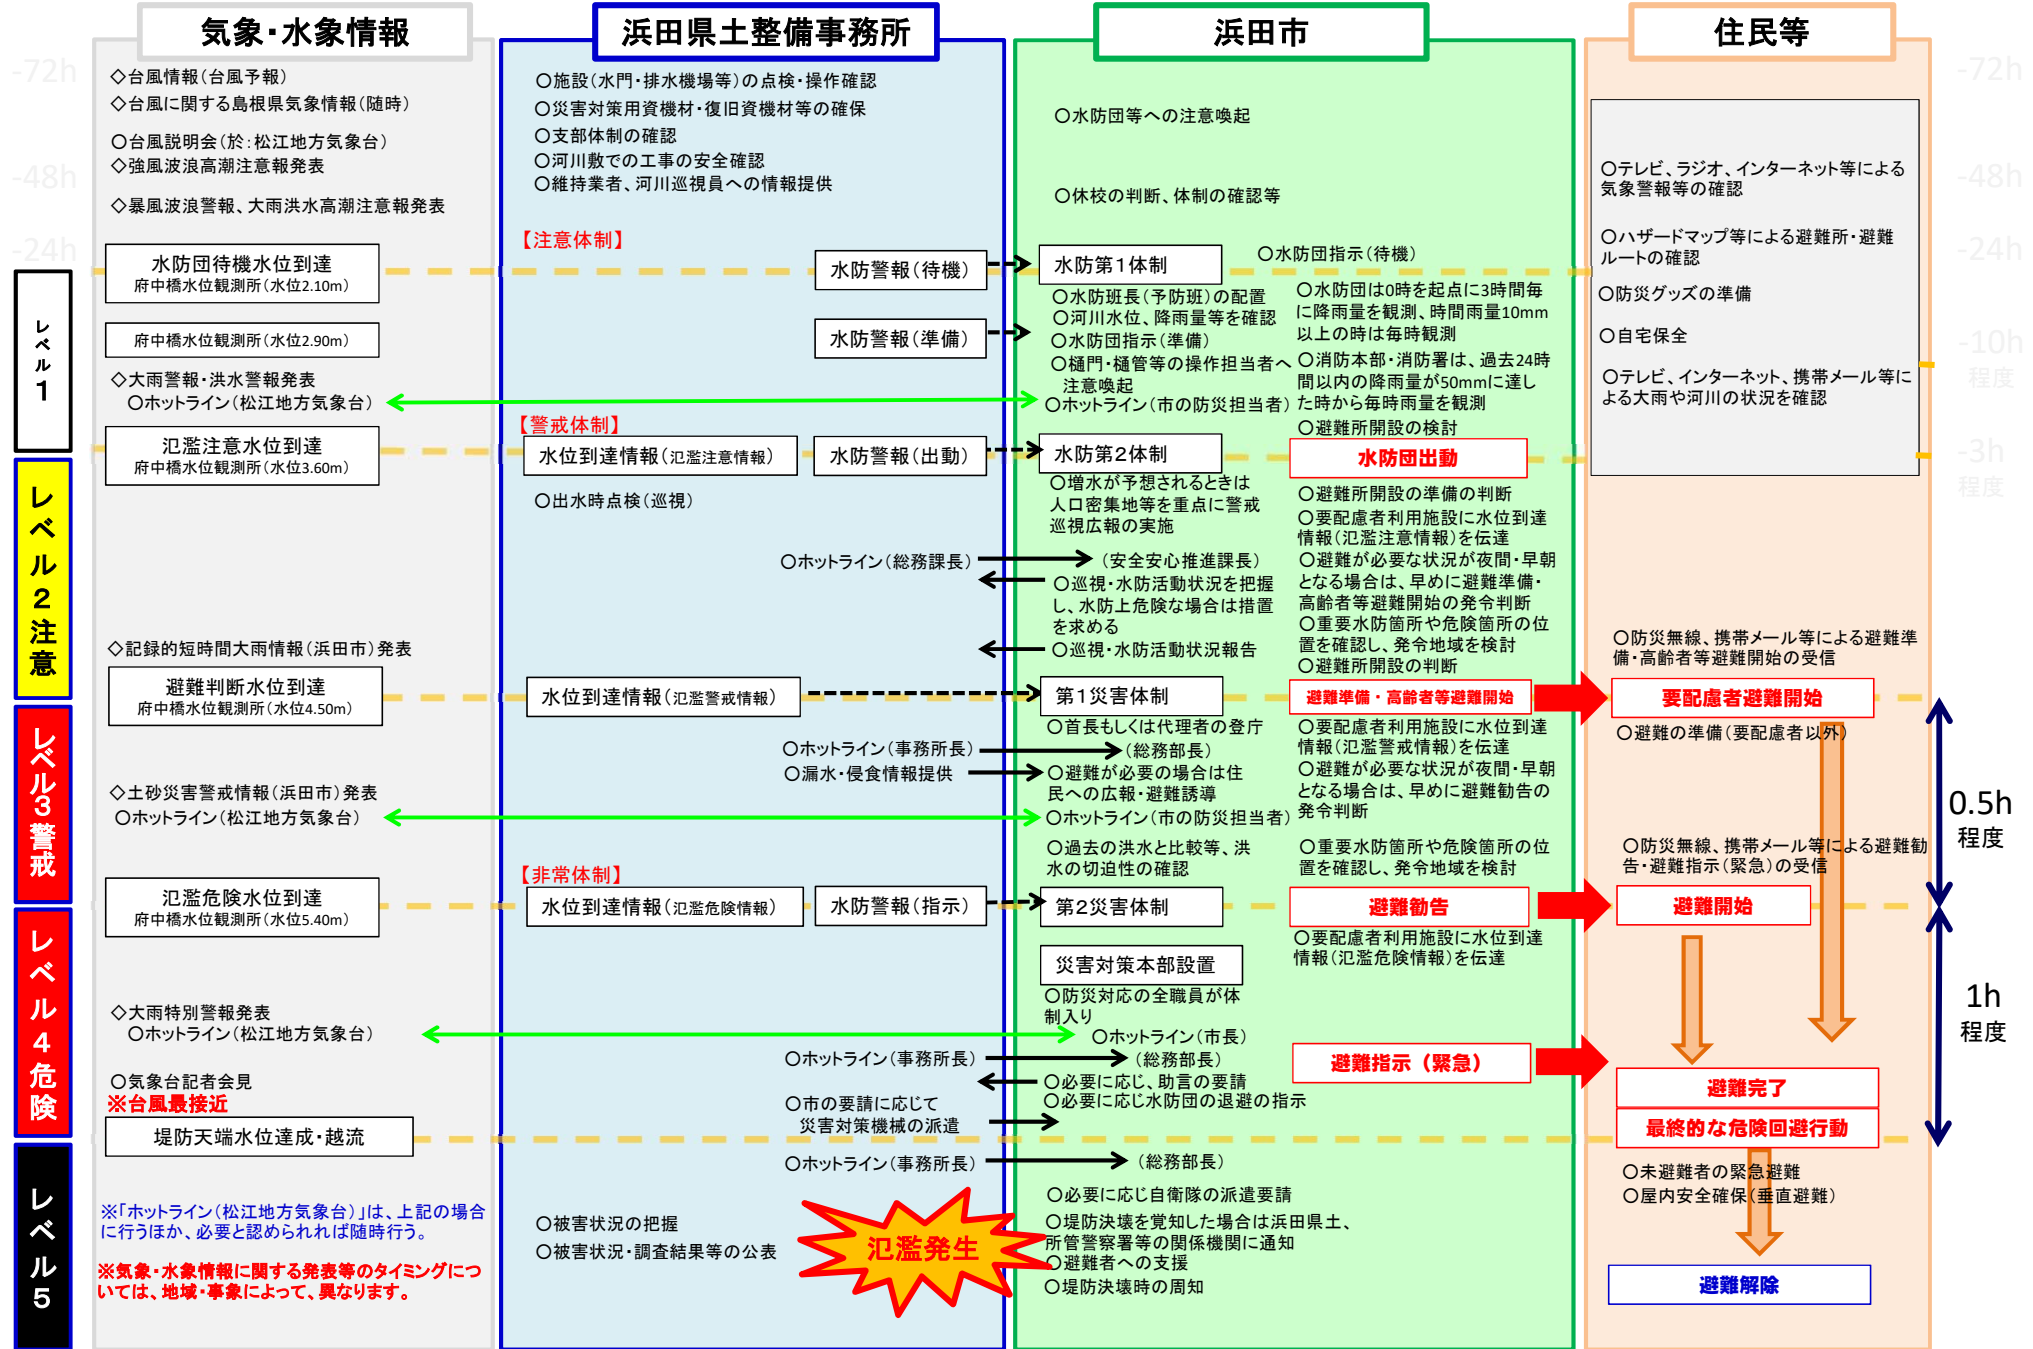 気象・水象情報
浜田県土整備事務所
浜田市
住民等
-72h
-48h
-24h
レベル1
レベル2注意
レベル3警戒
レベル4危険
レベル5
◇台風情報(台風予報)
◇台風に関する島根県気象情報(随時)
○台風説明会(於:松江地方気象台)
◇強風波浪高潮注意報発表
◇暴風波浪警報、大雨洪水高潮注意報発表
水防団待機水位到達
府中橋水位観測所(水位2.10m)
府中橋水位観測所(水位2.90m)
◇大雨警報・洪水警報発表
○ホットライン(松江地方気象台)
氾濫注意水位到達
府中橋水位観測所(水位3.60m)
◇記録的短時間大雨情報(浜田市)発表
避難判断水位到達
府中橋水位観測所(水位4.50m)
◇土砂災害警戒情報(浜田市)発表
○ホットライン(松江地方気象台)
氾濫危険水位到達
府中橋水位観測所(水位5.40m)
◇大雨特別警報発表
○ホットライン(松江地方気象台)
○気象台記者会見
※台風最接近
堤防天端水位達成・越流
※「ホットライン(松江地方気象台)」は、上記の場合
に行うほか、必要と認められれば随時行う。
※気象・水象情報に関する発表等のタイミングにつ
いては、地域・事象によって、異なります。
○施設(水門・排水機場等)の点検・操作確認
○災害対策用資機材・復旧資機材等の確保
○支部体制の確認
○河川敷での工事の安全確認
○維持業者、河川巡視員への情報提供
【注意体制】
水防警報(待機)
水防警報(準備)
【警戒体制】
水位到達情報(氾濫注意情報)
水防警報(出動)
○出水時点検(巡視)
○ホットライン(総務課長)
水位到達情報(氾濫警戒情報)
○ホットライン(事務所長)
○漏水・侵食情報提供
【非常体制】
水位到達情報(氾濫危険情報)
水防警報(指示)
○ホットライン(事務所長)
○市の要請に応じて
災害対策機械の派遣
○ホットライン(事務所長)
○被害状況の把握
○被害状況・調査結果等の公表
氾濫発生
○水防団等への注意喚起
○休校の判断、体制の確認等
水防第1体制
○水防班長(予防班)の配置
○河川水位、降雨量等を確認
○水防団指示(準備)
○樋門・樋管等の操作担当者へ
注意喚起
○ホットライン(市の防災担当者)
水防第2体制
○増水が予想されるときは
人口密集地等を重点に警戒
巡視広報の実施
(安全安心推進課長)
○巡視・水防活動状況を把握
し、水防上危険な場合は措置
を求める
○巡視・水防活動状況報告
第1災害体制
○首長もしくは代理者の登庁
(総務部長)
○避難が必要の場合は住
民への広報・避難誘導
○ホットライン(市の防災担当者)
○過去の洪水と比較等、洪
水の切迫性の確認
第2災害体制
災害対策本部設置
○防災対応の全職員が体
制入り
○ホットライン(市長)
(総務部長)
○必要に応じ、助言の要請
○必要に応じ水防団の退避の指示
(総務部長)
○必要に応じ自衛隊の派遣要請
○堤防決壊を覚知した場合は浜田県土、
所管警察署等の関係機関に通知
○避難者への支援
○堤防決壊時の周知
○水防団指示(待機)
○水防団は0時を起点に3時間毎
に降雨量を観測、時間雨量10mm
以上の時は毎時観測
○消防本部・消防署は、過去24時
間以内の降雨量が50mmに達し
た時から毎時雨量を観測
○避難所開設の検討
水防団出動
○避難所開設の準備の判断
○要配慮者利用施設に水位到達
情報(氾濫注意情報)を伝達
○避難が必要な状況が夜間・早朝
となる場合は、早めに避難準備・
高齢者等避難開始の発令判断
○重要水防箇所や危険箇所の位
置を確認し、発令地域を検討
○避難所開設の判断
避難準備・高齢者等避難開始
○要配慮者利用施設に水位到達
情報(氾濫警戒情報)を伝達
○避難が必要な状況が夜間・早朝
となる場合は、早めに避難勧告の
発令判断
○重要水防箇所や危険箇所の位
置を確認し、発令地域を検討
避難勧告
○要配慮者利用施設に水位到達
情報(氾濫危険情報)を伝達
避難指示(緊急)
○テレビ、ラジオ、インターネット等による
気象警報等の確認
○ハザードマップ等による避難所・避難
ルートの確認
○防災グッズの準備
○自宅保全
○テレビ、インターネット、携帯メール等に
よる大雨や河川の状況を確認
○防災無線、携帯メール等による避難準
備・高齢者等避難開始の受信
要配慮者避難開始
○避難の準備(要配慮者以外)
○防災無線、携帯メール等による避難勧
告・避難指示(緊急)の受信
避難開始
避難完了
最終的な危険回避行動
○未避難者の緊急避難
○屋内安全確保(垂直避難)
避難解除
-72h
-48h
-24h
-10h
程度
-3h
程度
0.5h
程度
1h
程度